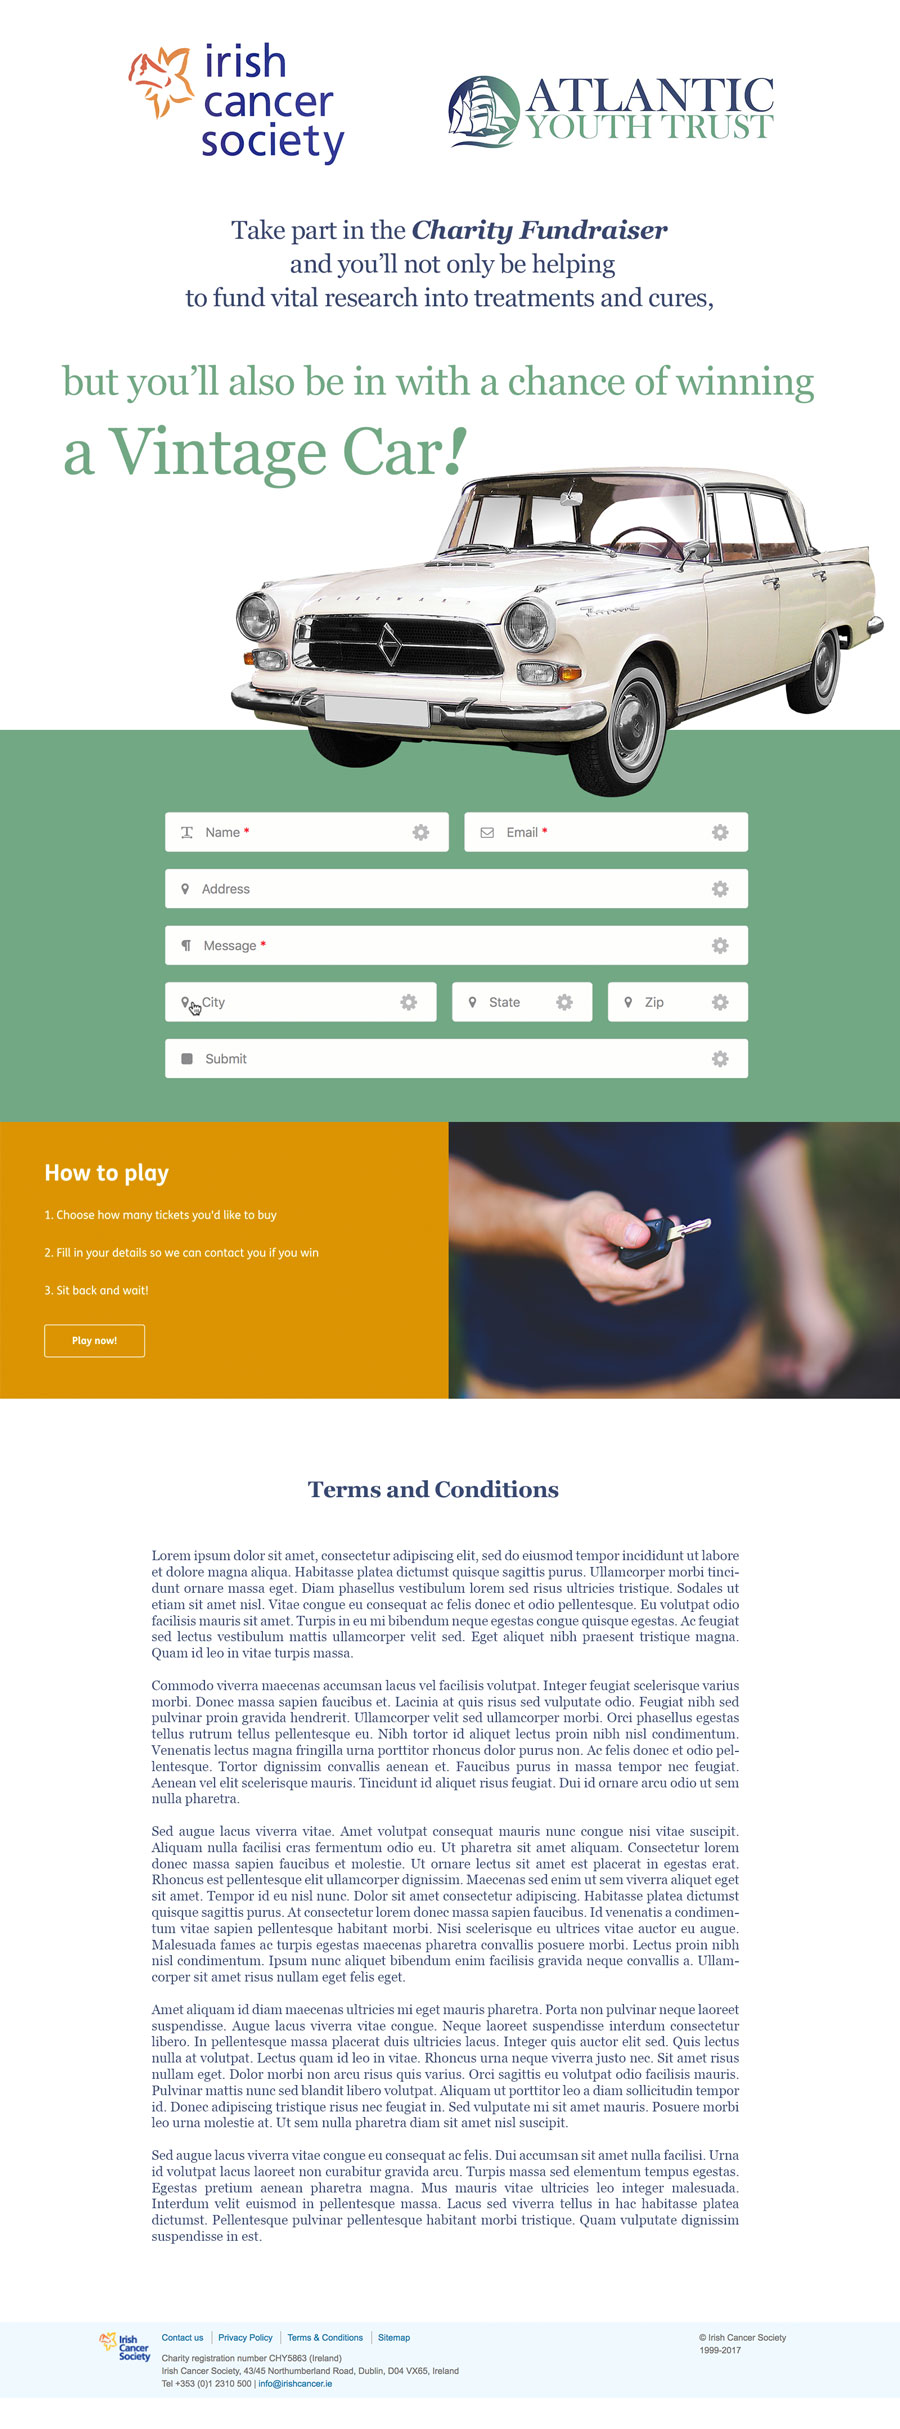 irish
cancer
society
ATLANTIC
YOUTH TRUST
Take part in the Charity Fundraiser
and you’ll not only be helping
to fund vital research into treatments and cures,
but you’ll also be in with a chance of winning
a Vintage Car!
Name *
Email *
Address
Message *
City
State
Zip
Submit
How to play
1. Choose how many tickets you'd like to buy
2. Fill in your details so we can contact you if you win
3. Sit back and wait!
Play now!
Terms and Conditions
Lorem ipsum dolor sit amet, consectetur adipiscing elit, sed do eiusmod tempor incididunt ut labore
et dolore magna aliqua. Habitasse platea dictumst quisque sagittis purus. Ullamcorper morbi tinci-
dunt ornare massa eget. Diam phasellus vestibulum lorem sed risus ultricies tristique. Sodales ut
etiam sit amet nisl. Vitae congue eu consequat ac felis donec et odio pellentesque. Eu volutpat odio
facilisis mauris sit amet. Turpis in eu mi bibendum neque egestas congue quisque egestas. Ac feugiat
sed lectus vestibulum mattis ullamcorper velit sed. Eget aliquet nibh praesent tristique magna.
Quam id leo in vitae turpis massa.
Commodo viverra maecenas accumsan lacus vel facilisis volutpat. Integer feugiat scelerisque varius
morbi. Donec massa sapien faucibus et. Lacinia at quis risus sed vulputate odio. Feugiat nibh sed
pulvinar proin gravida hendrerit. Ullamcorper velit sed ullamcorper morbi. Orci phasellus egestas
tellus rutrum tellus pellentesque eu. Nibh tortor id aliquet lectus proin nibh nisl condimentum.
Venenatis lectus magna fringilla urna porttitor rhoncus dolor purus non. Ac felis donec et odio pel-
lentesque. Tortor dignissim convallis aenean et. Faucibus purus in massa tempor nec feugiat.
Aenean vel elit scelerisque mauris. Tincidunt id aliquet risus feugiat. Dui id ornare arcu odio ut sem
nulla pharetra.
Sed augue lacus viverra vitae. Amet volutpat consequat mauris nunc congue nisi vitae suscipit.
Aliquam nulla facilisi cras fermentum odio eu. Ut pharetra sit amet aliquam. Consectetur lorem
donec massa sapien faucibus et molestie. Ut ornare lectus sit amet est placerat in egestas erat.
Rhoncus est pellentesque elit ullamcorper dignissim. Maecenas sed enim ut sem viverra aliquet eget
sit amet. Tempor id eu nisl nunc. Dolor sit amet consectetur adipiscing. Habitasse platea dictumst
quisque sagittis purus. At consectetur lorem donec massa sapien faucibus. Id venenatis a condimen-
tum vitae sapien pellentesque habitant morbi. Nisi scelerisque eu ultrices vitae auctor eu augue.
Malesuada fames ac turpis egestas maecenas pharetra convallis posuere morbi. Lectus proin nibh
nisl condimentum. Ipsum nunc aliquet bibendum enim facilisis gravida neque convallis a. Ullam-
corper sit amet risus nullam eget felis eget.
Amet aliquam id diam maecenas ultricies mi eget mauris pharetra. Porta non pulvinar neque laoreet
suspendisse. Augue lacus viverra vitae congue. Neque laoreet suspendisse interdum consectetur
libero. In pellentesque massa placerat duis ultricies lacus. Integer quis auctor elit sed. Quis lectus
nulla at volutpat. Lectus quam id leo in vitae. Rhoncus urna neque viverra justo nec. Sit amet risus
nullam eget. Dolor morbi non arcu risus quis varius. Orci sagittis eu volutpat odio facilisis mauris.
Pulvinar mattis nunc sed blandit libero volutpat. Aliquam ut porttitor leo a diam sollicitudin tempor
id. Donec adipiscing tristique risus nec feugiat in. Sed vulputate mi sit amet mauris. Posuere morbi
leo urna molestie at. Ut sem nulla pharetra diam sit amet nisl suscipit.
Sed augue lacus viverra vitae congue eu consequat ac felis. Dui accumsan sit amet nulla facilisi. Urna
id volutpat lacus laoreet non curabitur gravida arcu. Turpis massa sed elementum tempus egestas.
Egestas pretium aenean pharetra magna. Mus mauris vitae ultricies leo integer malesuada.
Interdum velit euismod in pellentesque massa. Lacus sed viverra tellus in hac habitasse platea
dictumst. Pellentesque pulvinar pellentesque habitant morbi tristique. Quam vulputate dignissim
suspendisse in est.
Irish
Cancer
Society
Contact us
Privacy Policy
Terms & Conditions
Sitemap
Charity registration number CHY5863 (Ireland)
Irish Cancer Society, 43/45 Northumberland Road, Dublin, D04 VX65, Ireland
Tel +353 (0)1 2310 500 | info@irishcancer.ie
© Irish Cancer Society
1999-2017